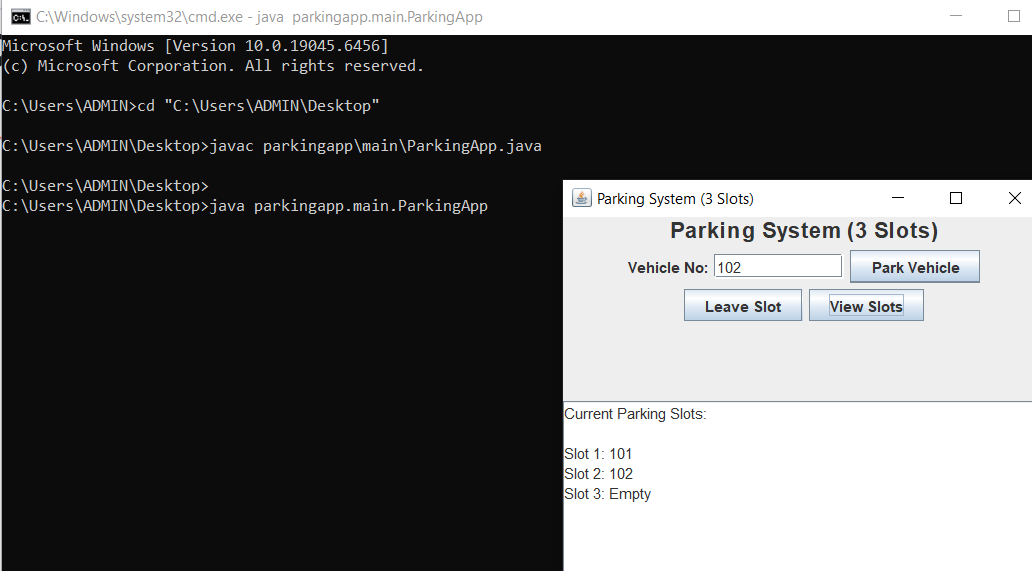 C:\Windows\system32\cmd.exe - java  parkingapp.main.ParkingApp
Microsoft Windows [Version 10.0.19045.6456]
(c) Microsoft Corporation. All rights reserved.
C:\Users\ADMIN>cd "C:\Users\ADMIN\Desktop"
C:\Users\ADMIN\Desktop>javac parkingapp\main\ParkingApp.java
C:\Users\ADMIN\Desktop>
C:\Users\ADMIN\Desktop>java parkingapp.main.ParkingApp
Parking System (3 Slots)
Parking System (3 Slots)
Vehicle No: 102 Park Vehicle
Leave Slot View Slots
Current Parking Slots:
Slot 1: 101
Slot 2: 102
Slot 3: Empty